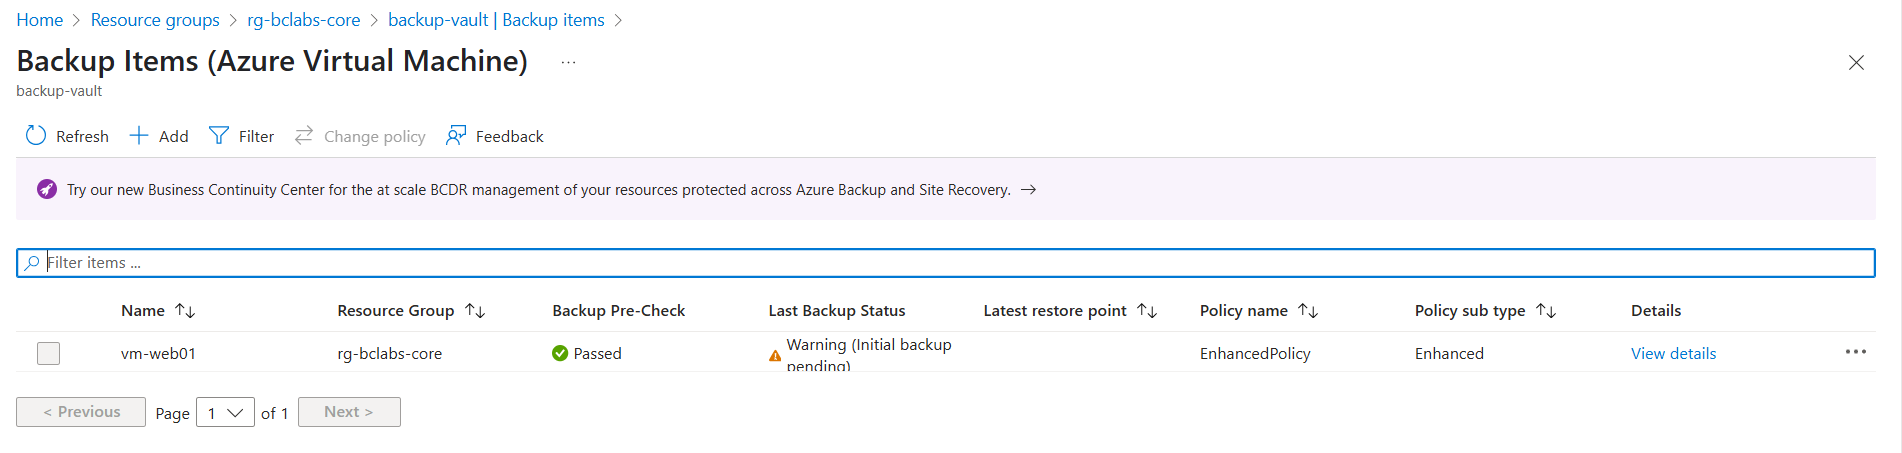 Home > Resource groups > rg-bclabs-core > backup-vault | Backup items >
Backup Items (Azure Virtual Machine) ...
backup-vault
Refresh Add Filter Change policy Feedback
Try our new Business Continuity Center for the at scale BCDR management of your resources protected across Azure Backup and Site Recovery. →
Filter items ...
Name Resource Group Backup Pre-Check Last Backup Status Latest restore point Policy name Policy sub type Details
vm-web01 rg-bclabs-core Passed Warning (Initial backup pending) EnhancedPolicy Enhanced View details ...
< Previous Page 1 of 1 Next >